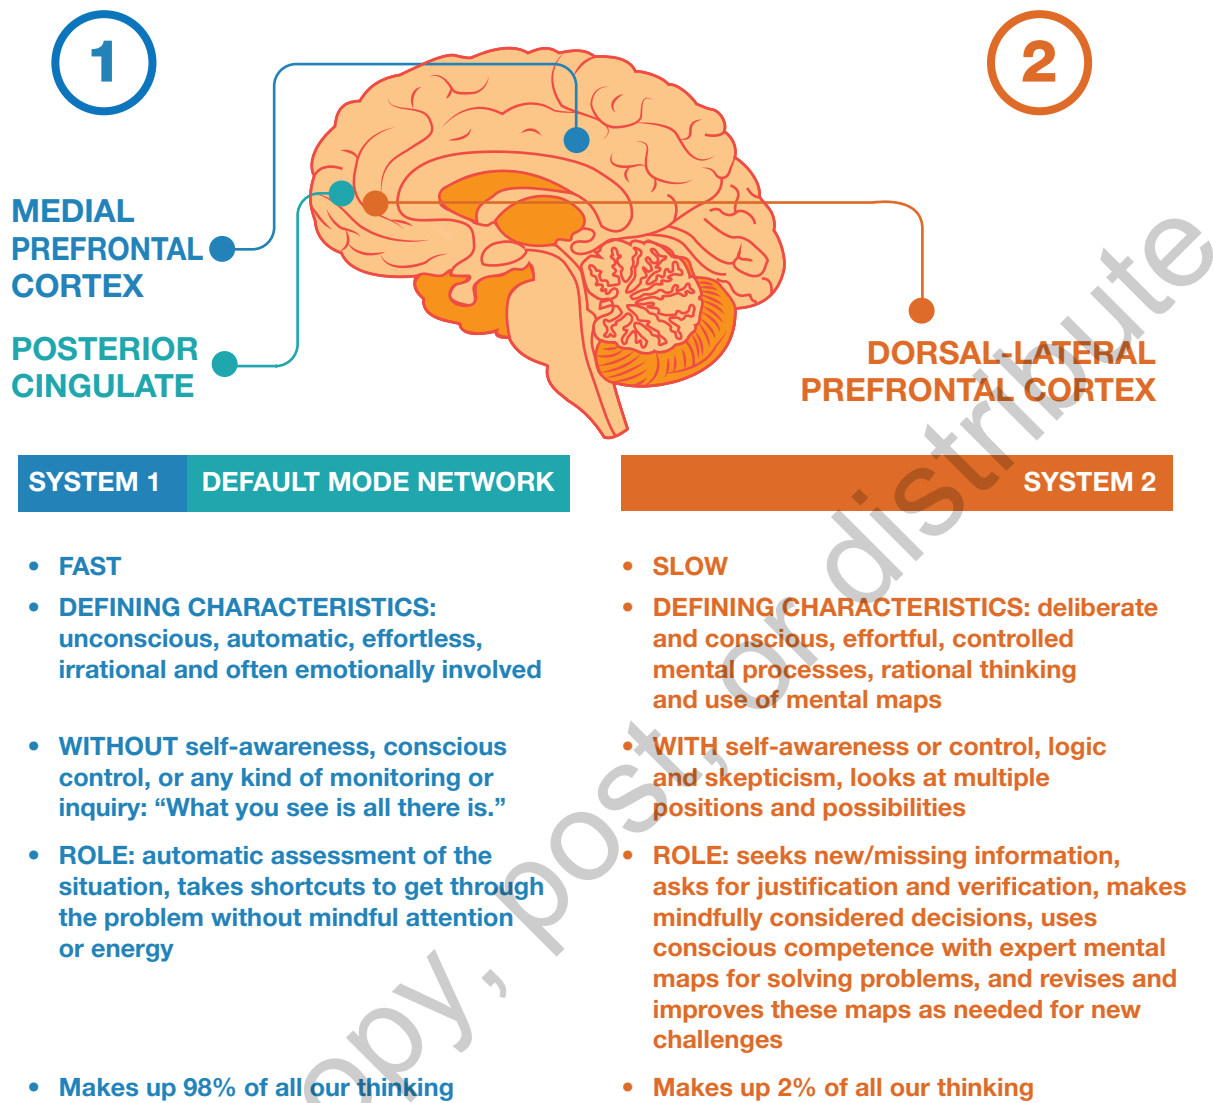 1
2
MEDIAL
PREFRONTAL
CORTEX
POSTERIOR
CINGULATE
DORSAL-LATERAL
PREFRONTAL CORTEX
SYSTEM 1 DEFAULT MODE NETWORK
• FAST
• DEFINING CHARACTERISTICS:
unconscious, automatic, effortless,
irrational and often emotionally involved
• WITHOUT self-awareness, conscious
control, or any kind of monitoring or
inquiry: “What you see is all there is.”
• ROLE: automatic assessment of the
situation, takes shortcuts to get through
the problem without mindful attention
or energy
• Makes up 98% of all our thinking
SYSTEM 2
• SLOW
• DEFINING CHARACTERISTICS: deliberate
and conscious, effortful, controlled
mental processes, rational thinking
and use of mental maps
• WITH self-awareness or control, logic
and skepticism, looks at multiple
positions and possibilities
• ROLE: seeks new/missing information,
asks for justification and verification, makes
mindfully considered decisions, uses
conscious competence with expert mental
maps for solving problems, and revises and
improves these maps as needed for new
challenges
• Makes up 2% of all our thinking
opy, post, or distribute